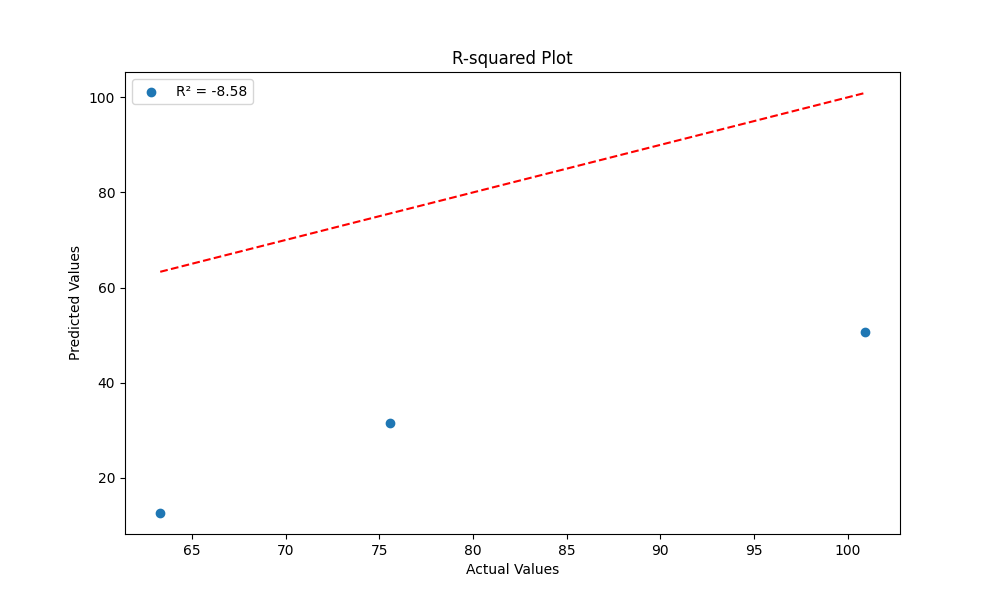 R-squared Plot
R² = -8.58
100
80
60
40
20
Predicted Values
65 70 75 80 85 90 95 100
Actual Values